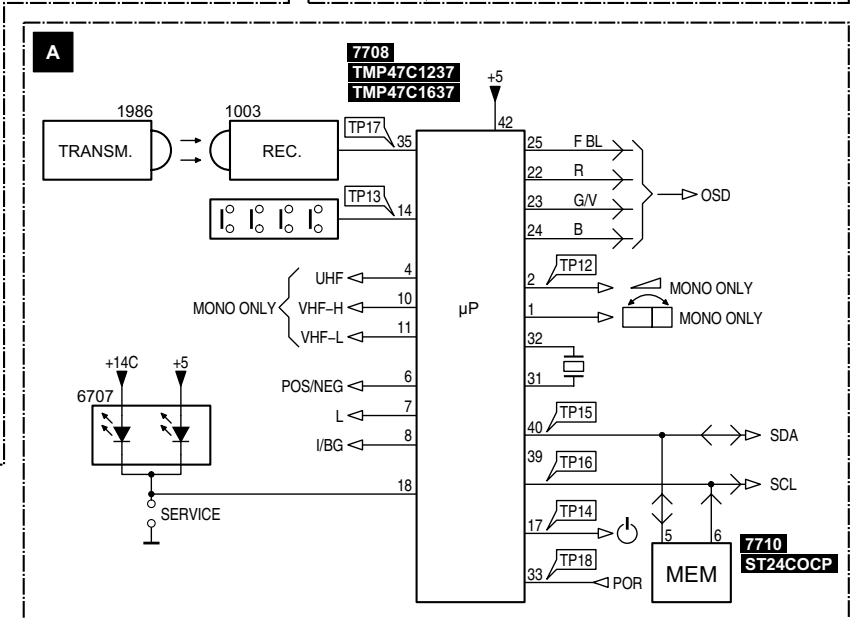 A
7708
TMP47C1237
TMP47C1637
+5
42
1986
1003
TRANSM.
REC.
TP17
35
TP13
14
25 F BL
22 R
23 G/V
24 B
OSD
MONO ONLY
UHF 4
VHF–H 10
VHF–L 11
µP
2 TP12 MONO ONLY
1 MONO ONLY
32
31
+14C +5
6707
POS/NEG 6
L 7
I/BG 8
18
SERVICE
40 TP15 SDA
39 TP16 SCL
17 TP14
33 TP18 POR
5 6
MEM
7710
ST24COCP